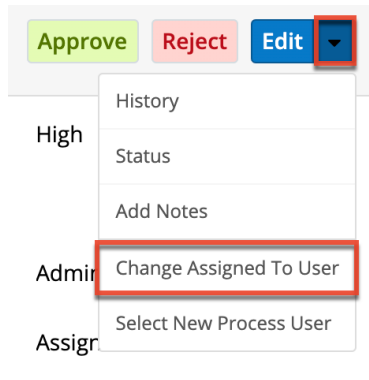 Approve Reject Edit
History
High
Status
Add Notes
Change Assigned To User
Select New Process User